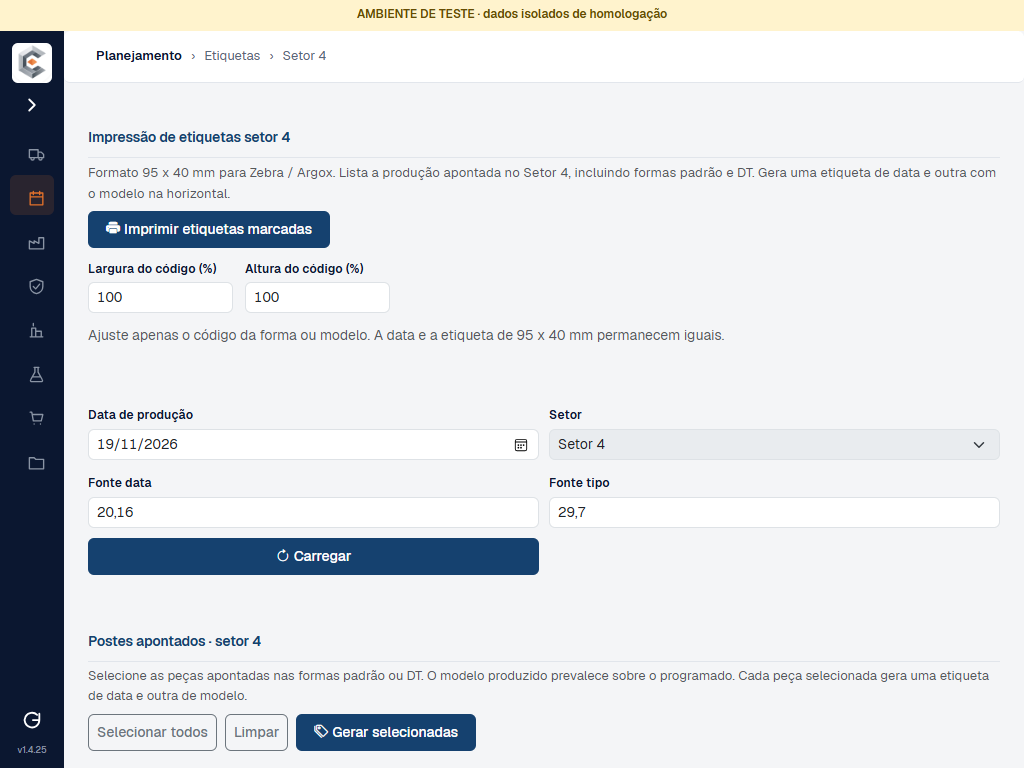 AMBIENTE DE TESTE · dados isolados de homologação
Planejamento › Etiquetas › Setor 4
Impressão de etiquetas setor 4
Formato 95 x 40 mm para Zebra / Argox. Lista a produção apontada no Setor 4, incluindo formas padrão e DT. Gera uma etiqueta de data e outra com
o modelo na horizontal.
Imprimir etiquetas marcadas
Largura do código (%) Altura do código (%)
100 100
Ajuste apenas o código da forma ou modelo. A data e a etiqueta de 95 x 40 mm permanecem iguais.
Data de produção Setor
19/11/2026 Setor 4
Fonte data Fonte tipo
20,16 29,7
Carregar
Postes apontados · setor 4
Selecione as peças apontadas nas formas padrão ou DT. O modelo produzido prevalece sobre o programado. Cada peça selecionada gera uma etiqueta
de data e outra de modelo.
Selecionar todos Limpar Gerar selecionadas
v1.4.25